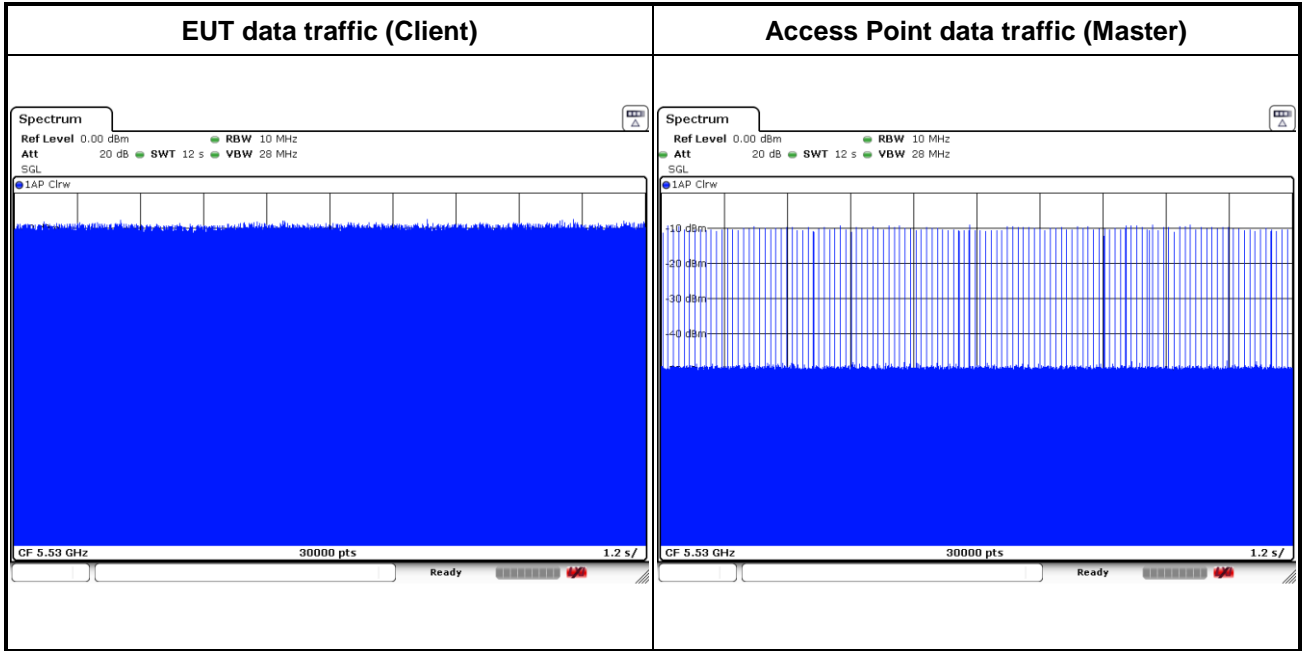 EUT data traffic (Client)
Access Point data traffic (Master)
Spectrum
Ref Level 0.00 dBm RBW 10 MHz
Att 20 dB SWT 12 s VBW 28 MHz
SGL
1AP Clrw
CF 5.53 GHz 30000 pts 1.2 s/
Ready
Spectrum
Ref Level 0.00 dBm RBW 10 MHz
Att 20 dB SWT 12 s VBW 28 MHz
SGL
1AP Clrw
-10 dBm
-20 dBm
-30 dBm
-40 dBm
CF 5.53 GHz 30000 pts 1.2 s/
Ready